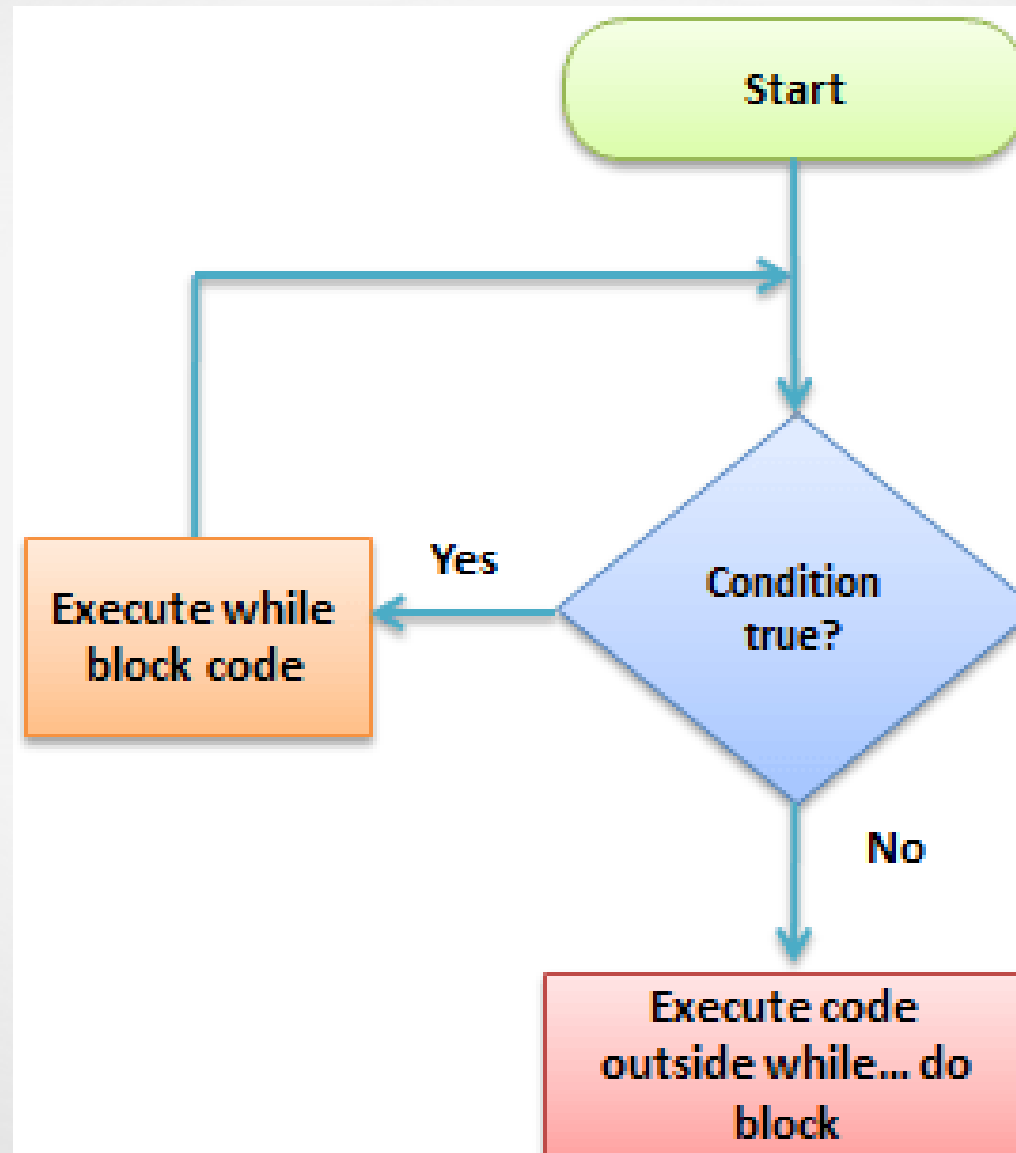 Start
Yes
Condition
true?
Execute while
block code
No
Execute code
outside while... do
block